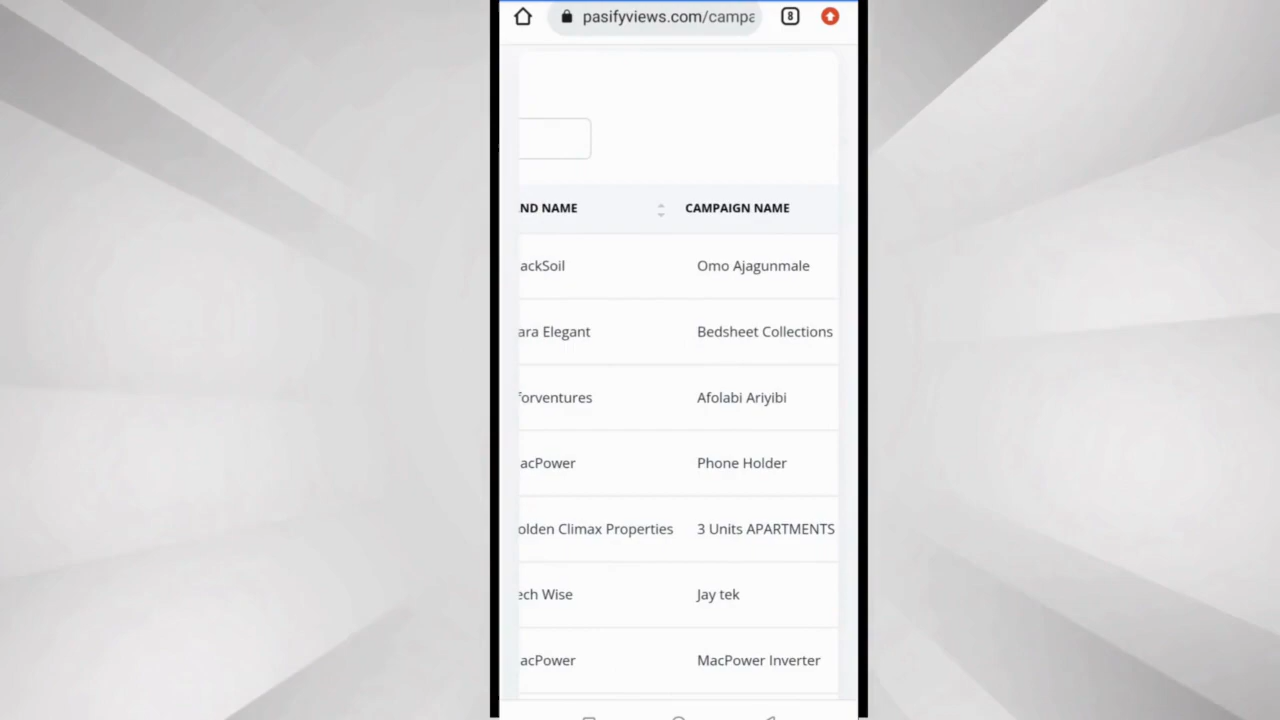 pasifyviews.com/campa 8
ND NAME CAMPAIGN NAME
ackSoil Omo Ajagunmale
ara Elegant Bedsheet Collections
forventures Afolabi Ariyibi
acPower Phone Holder
olden Climax Properties 3 Units APARTMENTS
ech Wise Jay tek
acPower MacPower Inverter